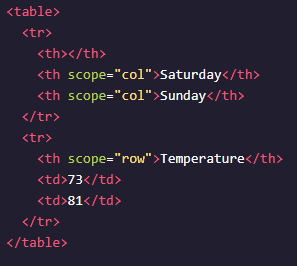 <table>
  <tr>
    <th></th>
    <th scope="col">Saturday</th>
    <th scope="col">Sunday</th>
  </tr>
  <tr>
    <th scope="row">Temperature</th>
    <td>73</td>
    <td>81</td>
  </tr>
</table>